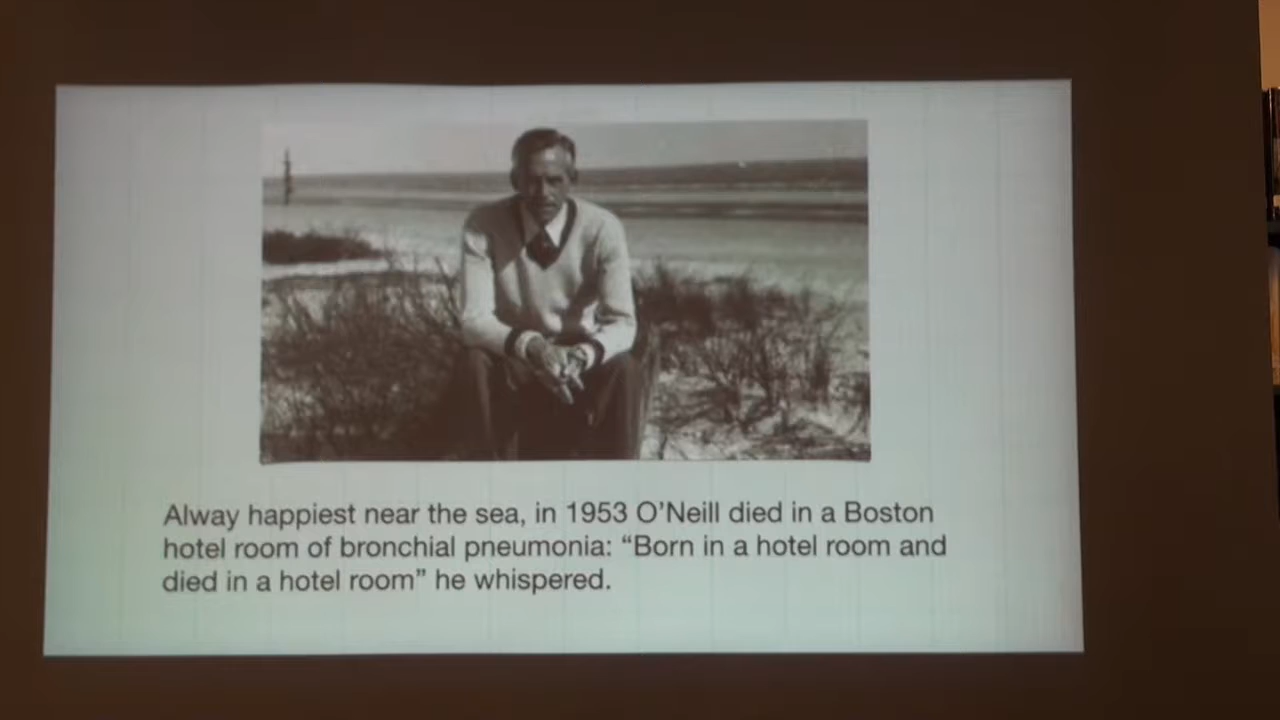 Alway happiest near the sea, in 1953 O'Neill died in a Boston
hotel room of bronchial pneumonia: “Born in a hotel room and
died in a hotel room” he whispered.